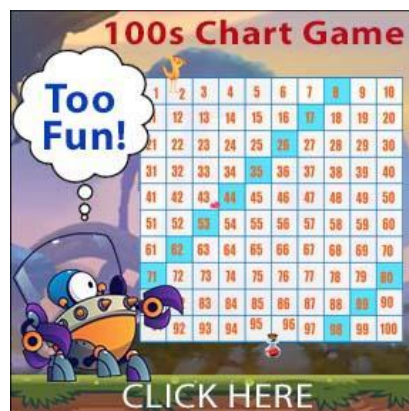 100s Chart Game
Too
Fun!
1 2 3 4 5 6 7 8 9 10
12 13 14 15 16 17 18 19 20
21 22 23 24 25 26 27 28 29 30
31 32 33 34 35 36 37 38 39 40
41 42 43 44 45 46 47 48 49 50
51 52 53 54 55 56 57 58 59 60
61 62 63 64 65 66 67 68 69 70
71 72 73 74 75 76 77 78 79 80
83 84 85 86 87 88 89 90
92 93 94 95 96 97 98 99 100
CLICK HERE